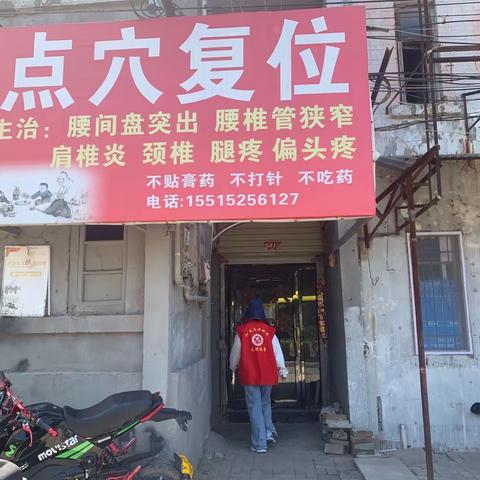 点穴复位
主治：腰间盘突出 腰椎管狭窄
肩椎炎 颈椎 腿疼 偏头疼
不贴膏药 不打针 不吃药
电话:15515256127
movistar